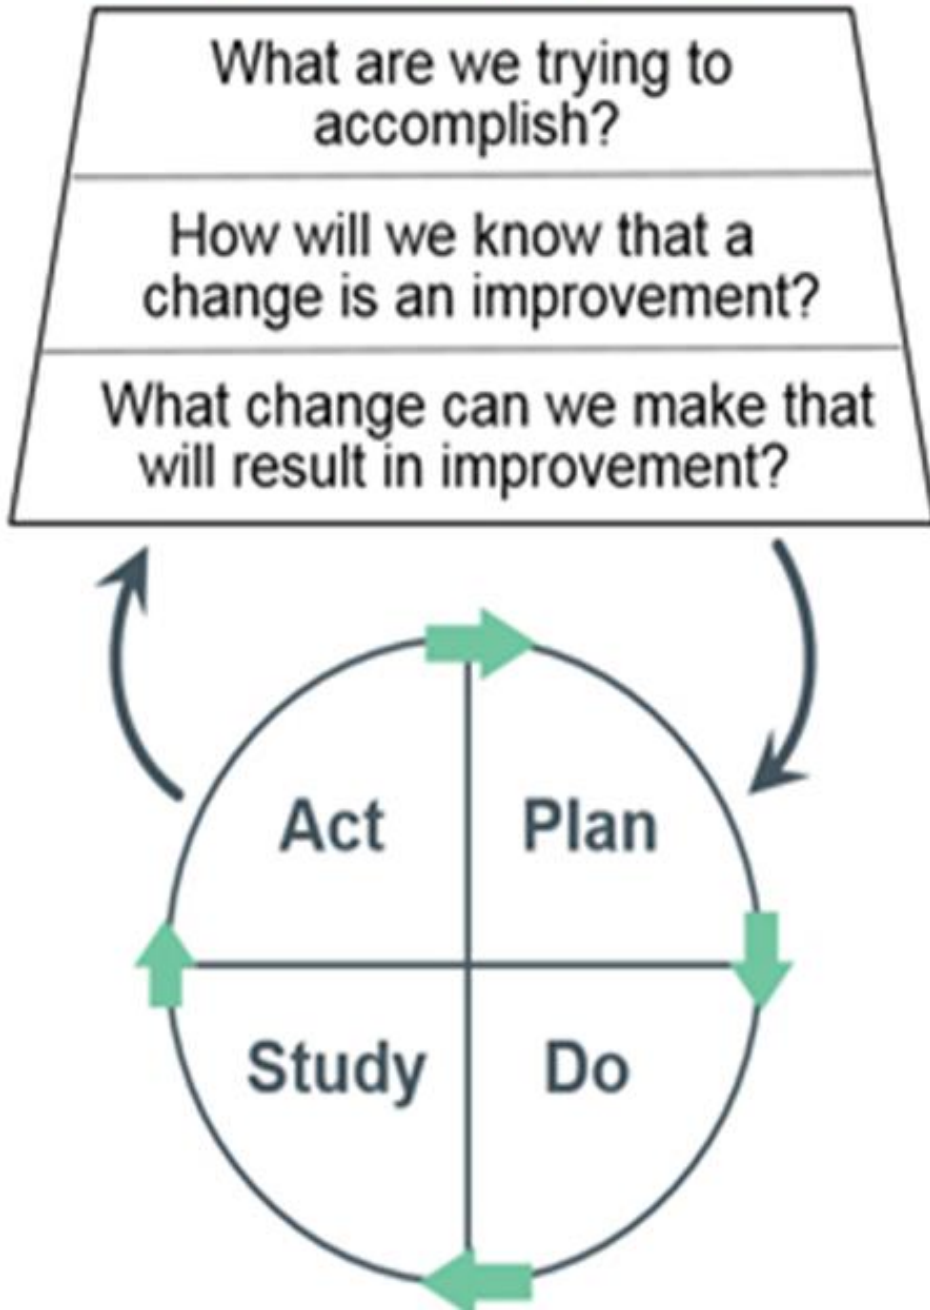 What are we trying to
accomplish?
How will we know that a
change is an improvement?
What change can we make that
will result in improvement?
Act
Plan
Study
Do